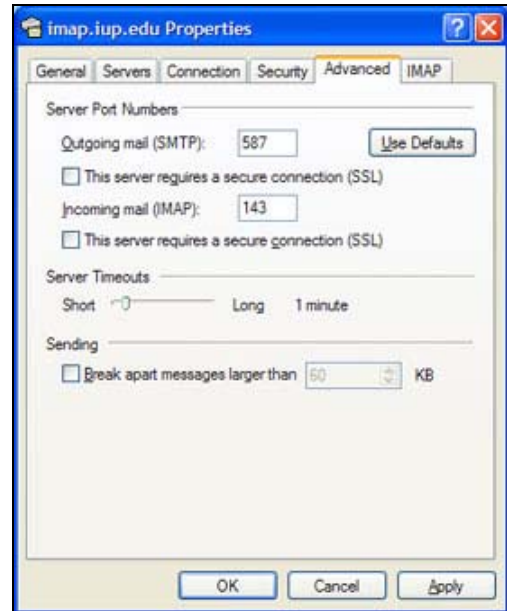 imap.iup.edu Properties
General Servers Connection Security Advanced IMAP
Server Port Numbers
Outgoing mail (SMTP): 587 Use Defaults
This server requires a secure connection (SSL)
Incoming mail (IMAP): 143
This server requires a secure connection (SSL)
Server Timeouts
Short Long 1 minute
Sending
Break apart messages larger than 60 KB
OK Cancel Apply